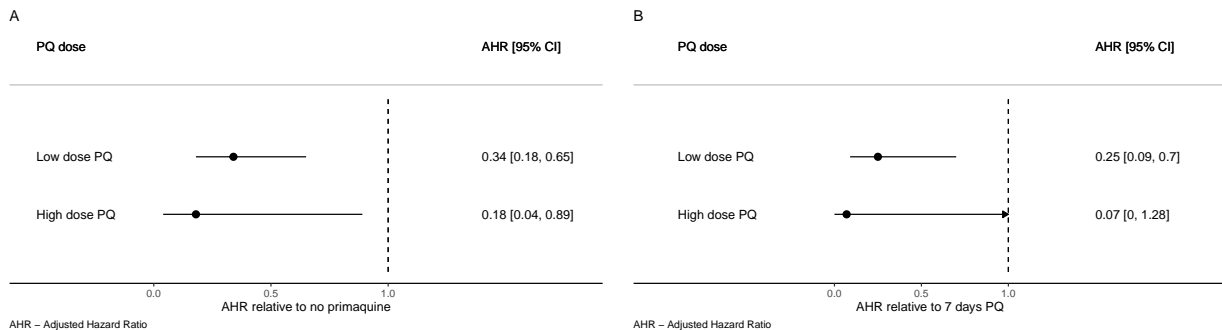 A
PQ dose AHR [95% CI]
Low dose PQ 0.34 [0.18, 0.65]
High dose PQ 0.18 [0.04, 0.89]
0.0 0.5 1.0
AHR relative to no primaquine
AHR – Adjusted Hazard Ratio
B
PQ dose AHR [95% CI]
Low dose PQ 0.25 [0.09, 0.7]
High dose PQ 0.07 [0, 1.28]
0.0 0.5 1.0
AHR relative to 7 days PQ
AHR – Adjusted Hazard Ratio